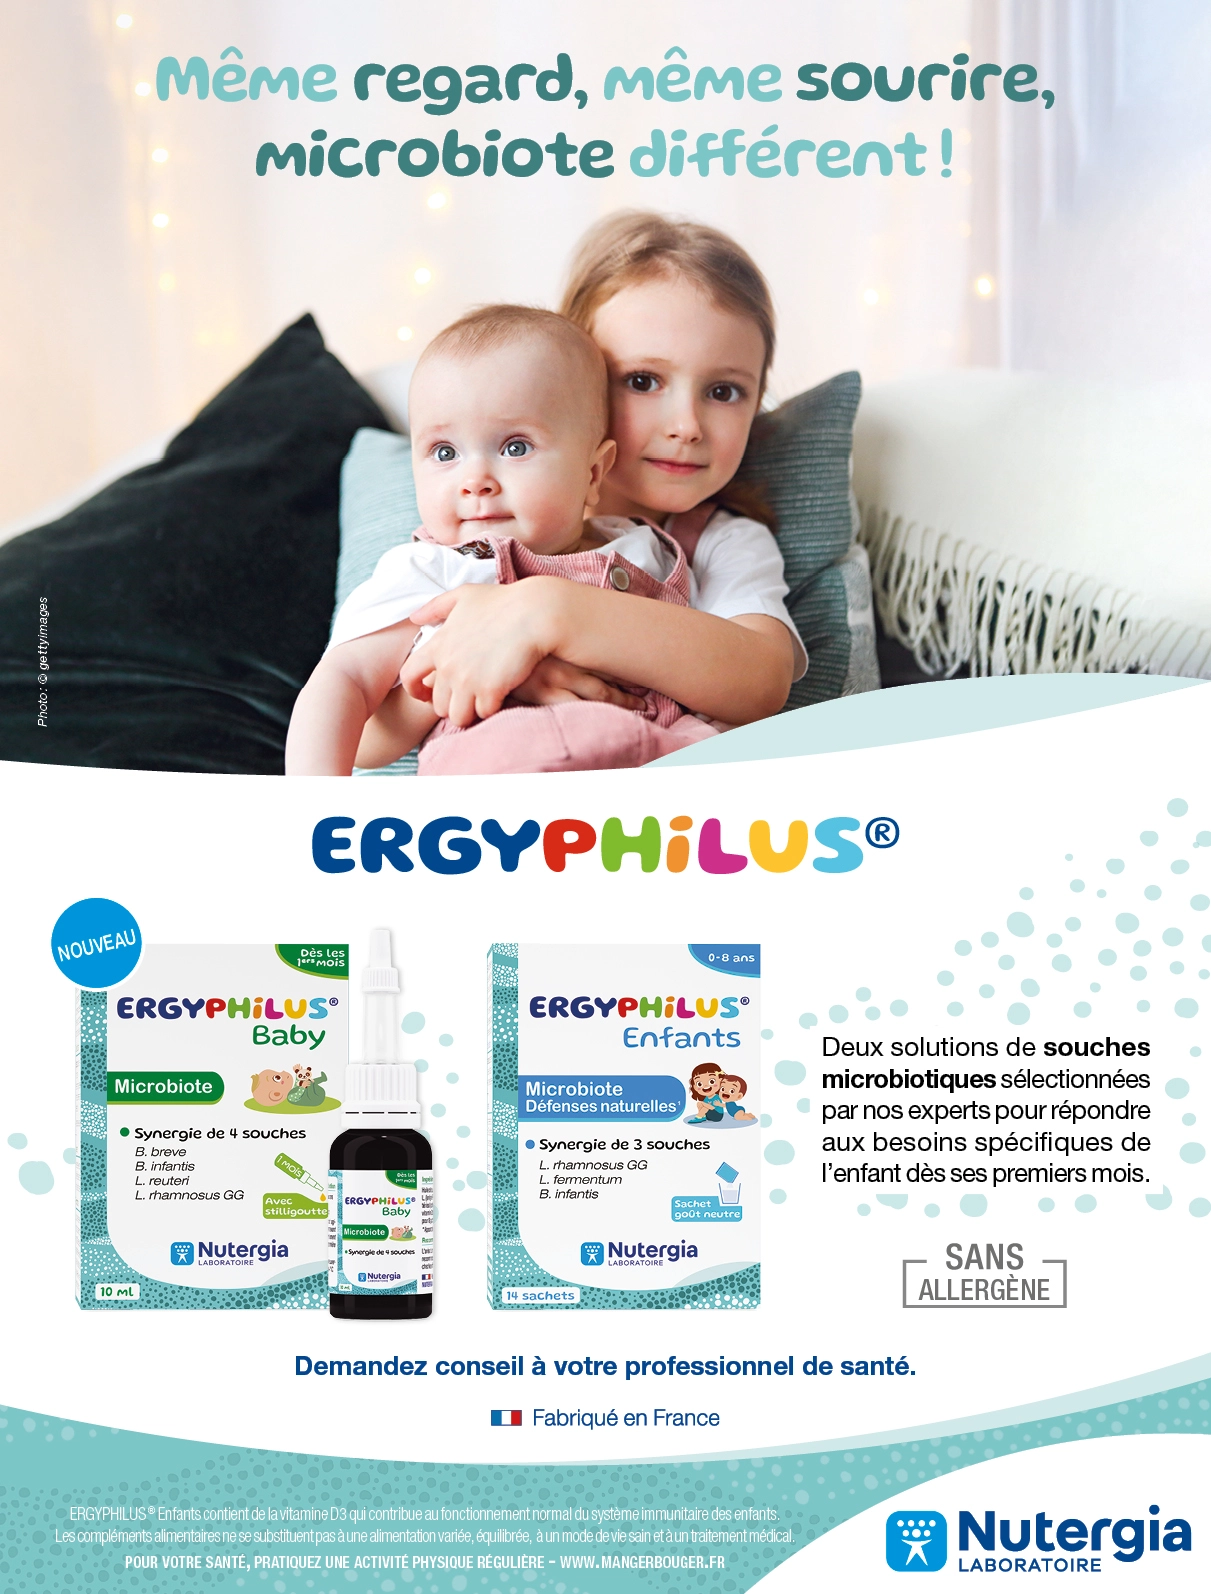 Même regard, même sourire,
microbiote différent !
Photo : © gettyimages
ERGYPHiLUS®
NOUVEAU
Dès les
1ers mois
ERGYPHiLUS®
Baby
Microbiote
Synergie de 4 souches
B. breve
B. infantis
L. reuteri
L. rhamnosus GG
1 mois
Avec
stilligoutte
Nutergia
LABORATOIRE
10 ml
Dès les
1ers mois
ERGYPHiLUS®
Baby
Microbiote
Synergie de 4 souches
Nutergia
LABORATOIRE
0-8 ans
ERGYPHiLUS®
Enfants
Microbiote
Défenses naturelles¹
Synergie de 3 souches
L. rhamnosus GG
L. fermentum
B. infantis
Sachet
goût neutre
Nutergia
LABORATOIRE
14 sachets
Deux solutions de souches
microbiotiques sélectionnées
par nos experts pour répondre
aux besoins spécifiques de
l'enfant dès ses premiers mois.
SANS
ALLERGÈNE
Demandez conseil à votre professionnel de santé.
Fabriqué en France
ERGYPHILUS® Enfants contient de la vitamine D3 qui contribue au fonctionnement normal du système immunitaire des enfants.
Les compléments alimentaires ne se substituent pas à une alimentation variée, équilibrée, à un mode de vie sain et à un traitement médical.
POUR VOTRE SANTÉ, PRATIQUEZ UNE ACTIVITÉ PHYSIQUE RÉGULIÈRE – WWW.MANGERBOUGER.FR
Nutergia
LABORATOIRE